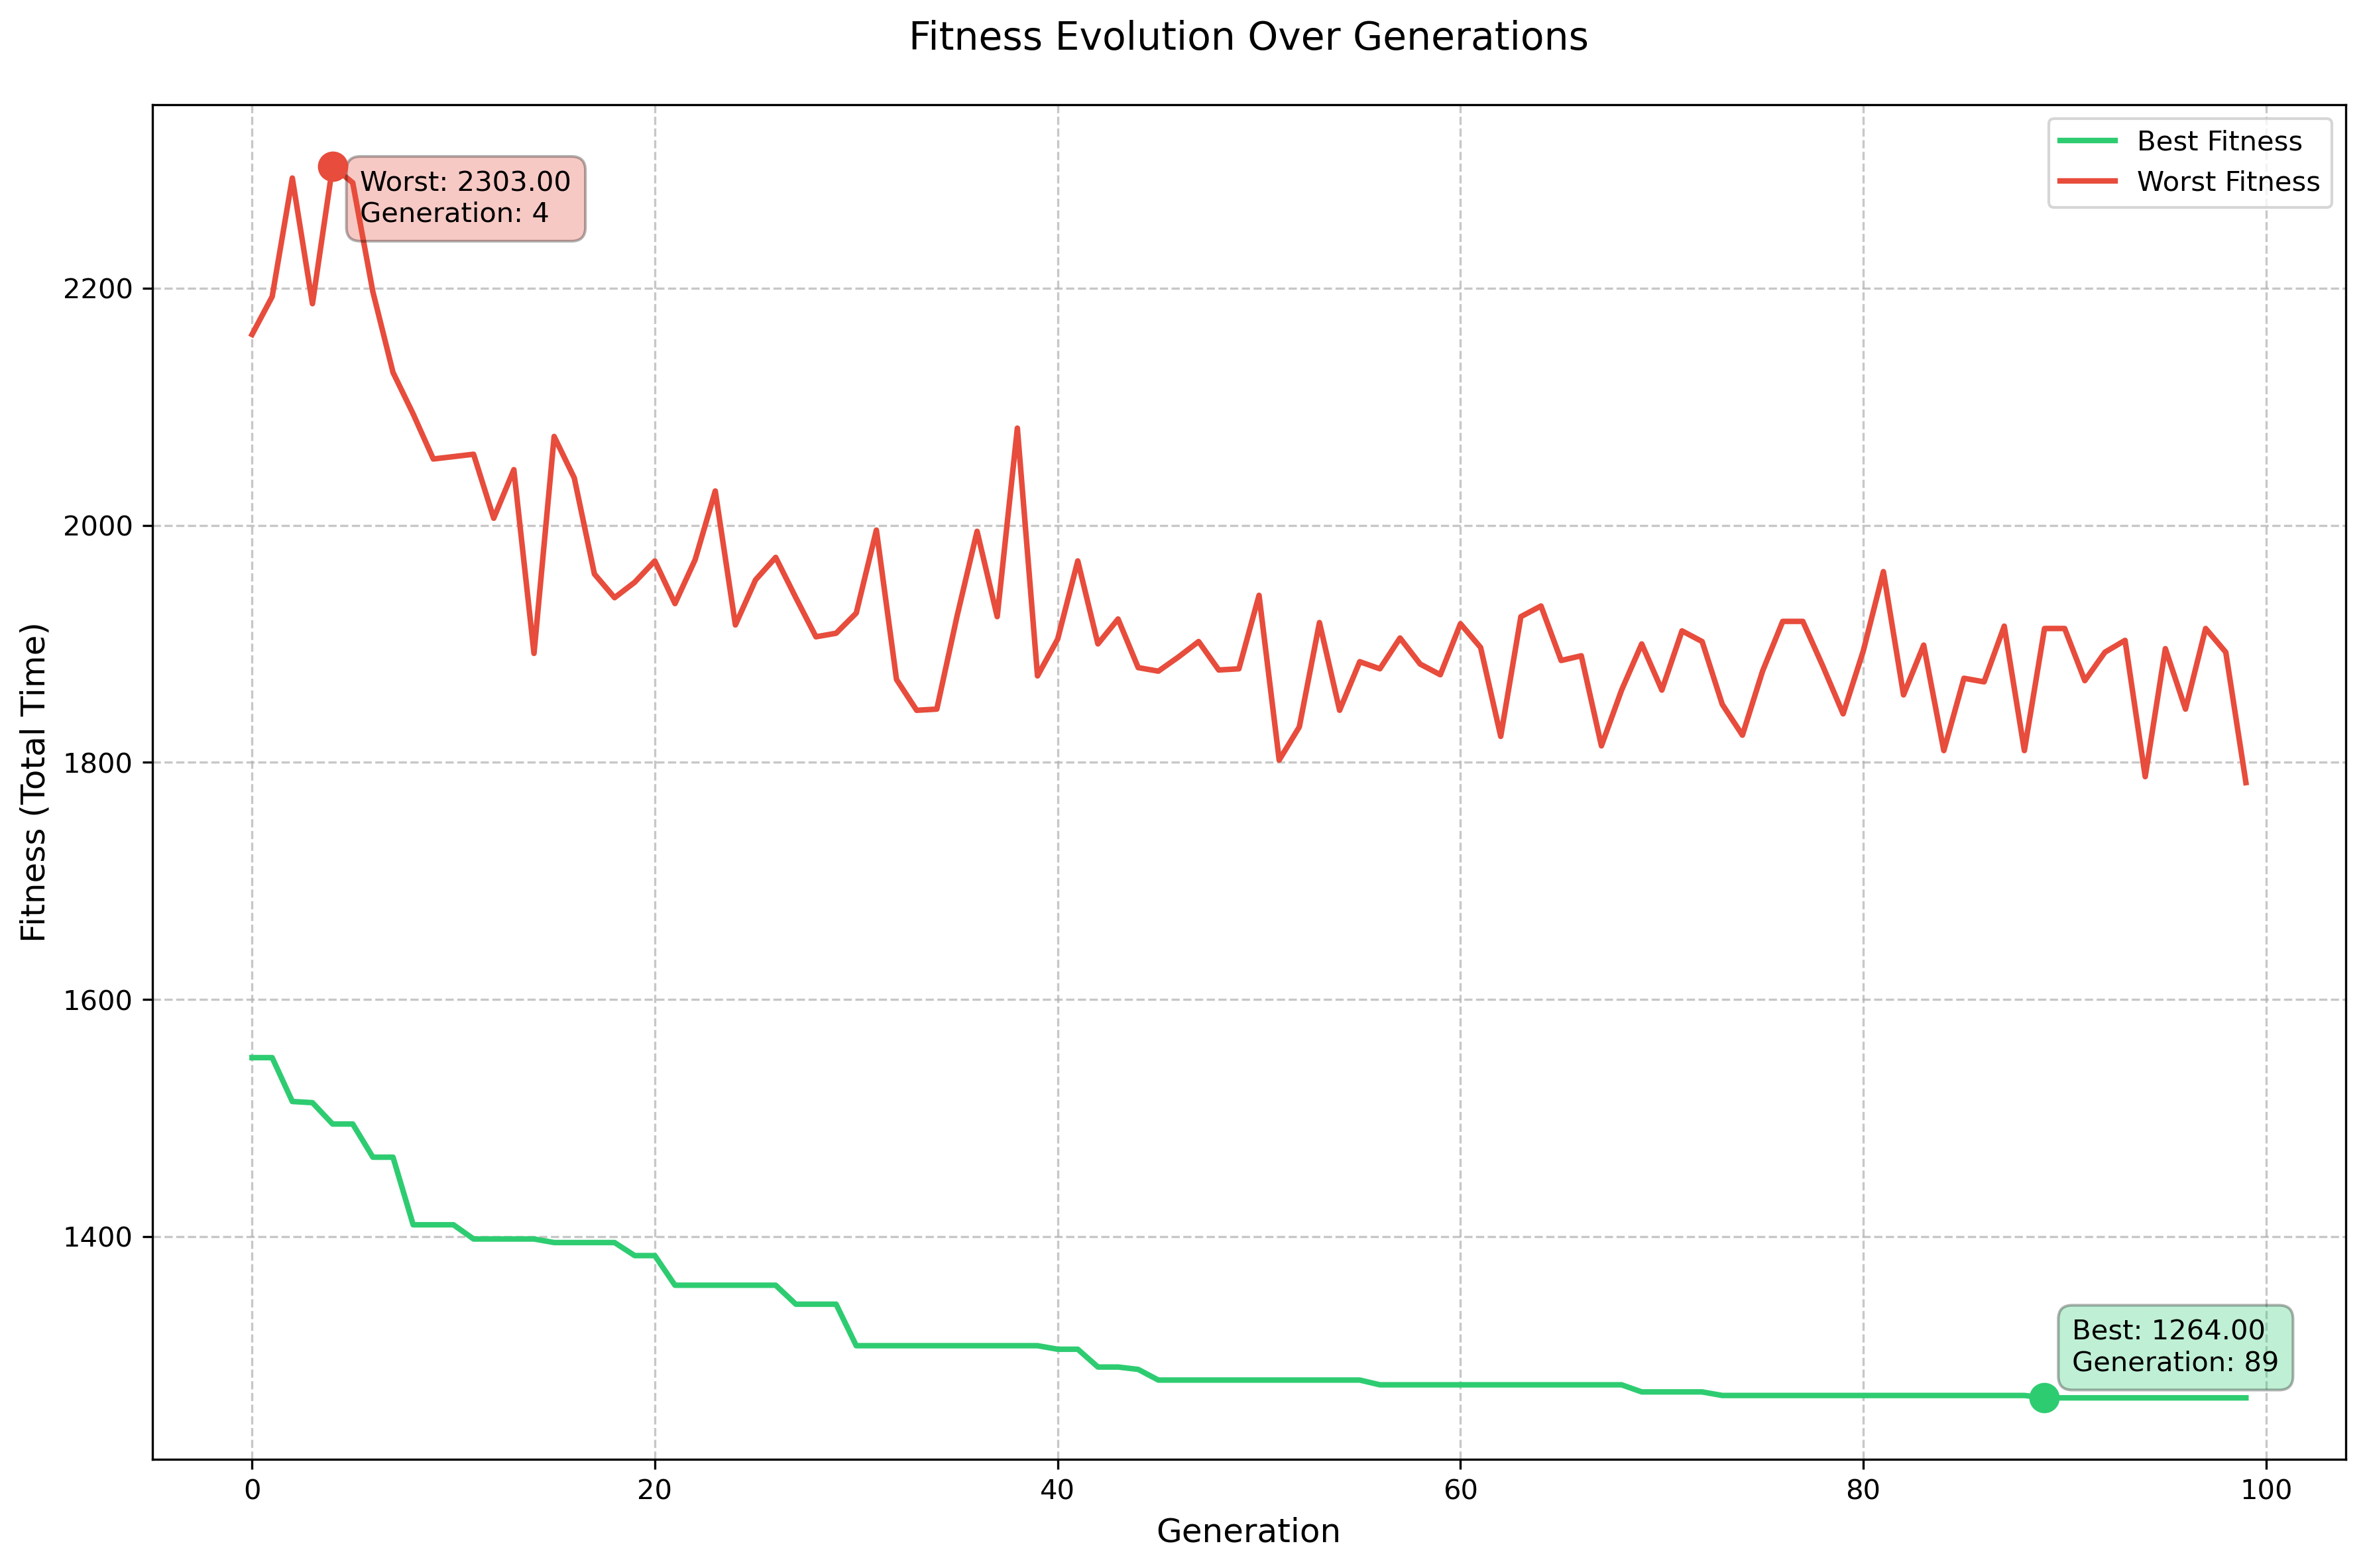 Fitness Evolution Over Generations
Best Fitness
Worst Fitness
Worst: 2303.00
Generation: 4
2200
2000
1800
1600
1400
Fitness (Total Time)
Best: 1264.00
Generation: 89
0 20 40 60 80 100
Generation